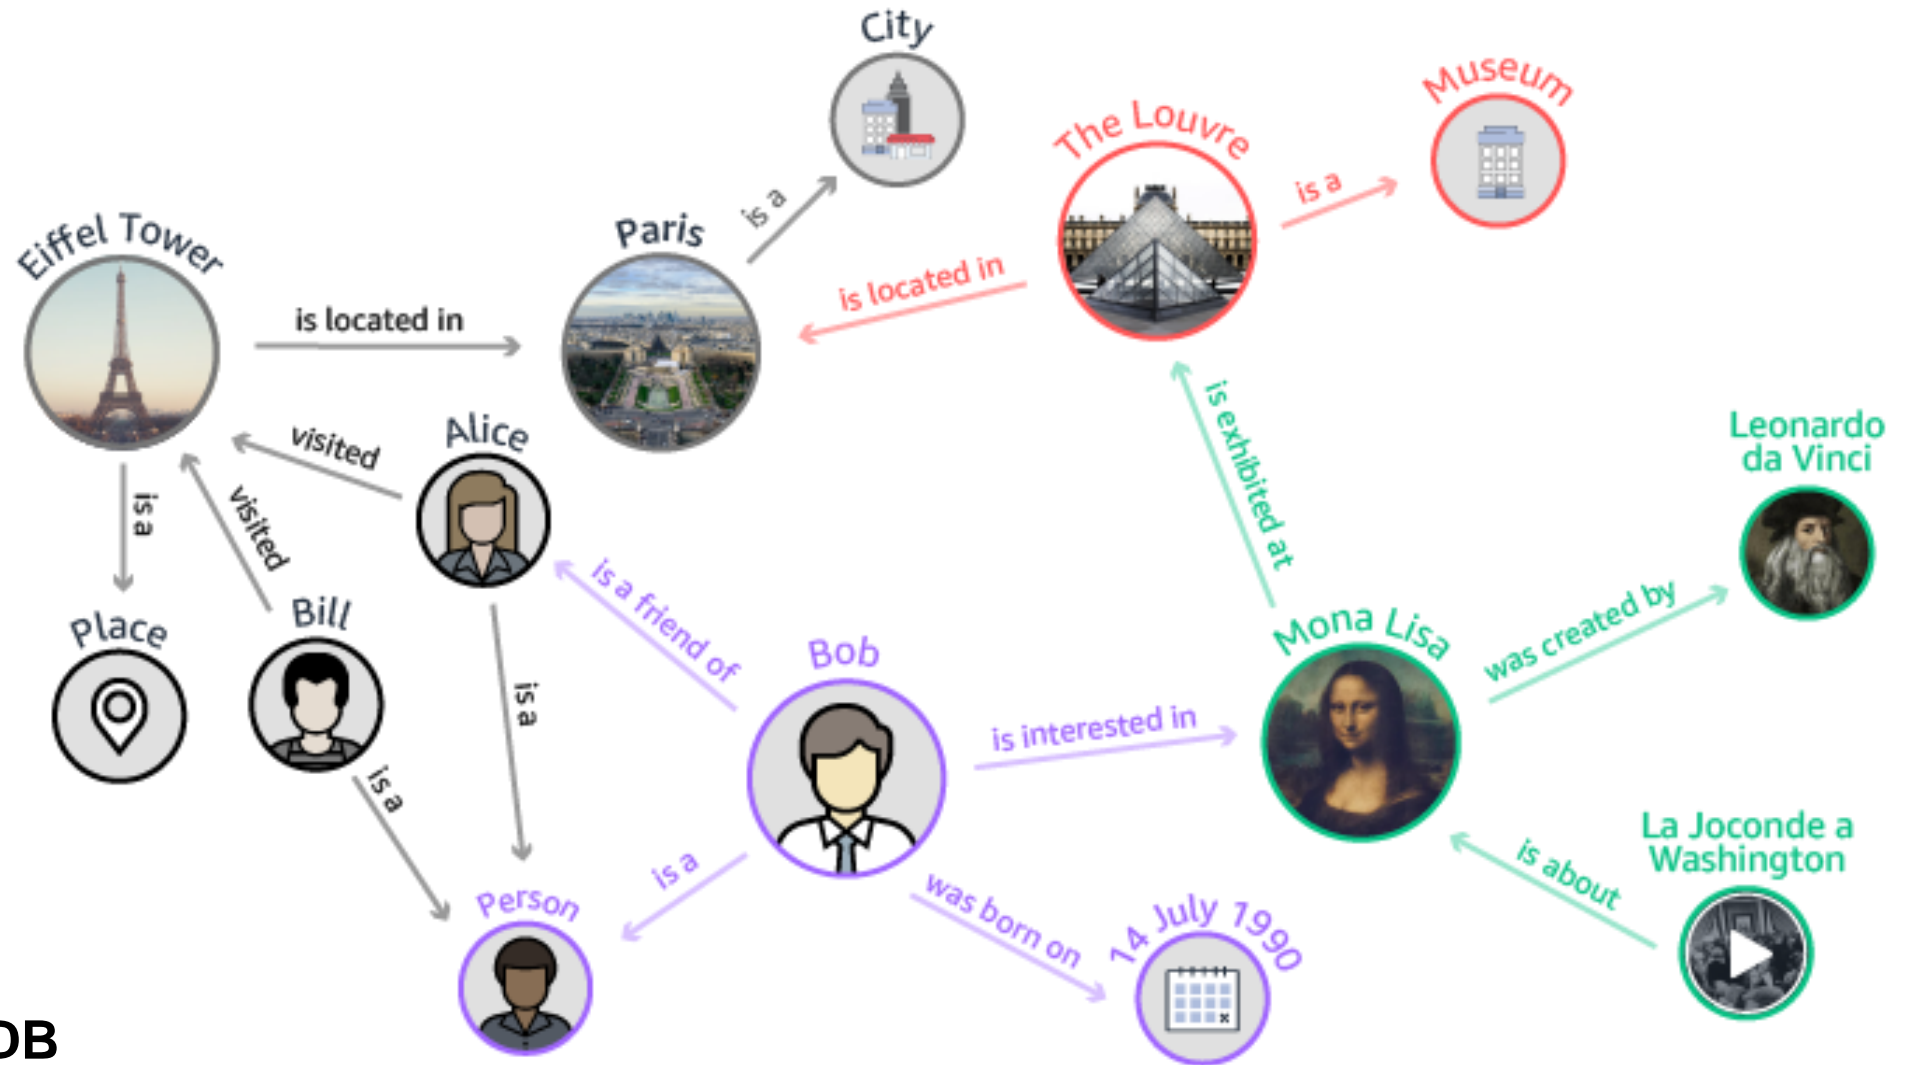 City
Museum
The Louvre
is a
is a
Eiffel Tower
Paris
is located in
is located in
is exhibited at
Alice
visited
Leonardo
da Vinci
is a
visited
is a friend of
was created by
Place
Bill
Bob
Mona Lisa
is a
is interested in
is a
La Joconde a
Washington
is about
is a
was born on
Person
14 July 1990
DB